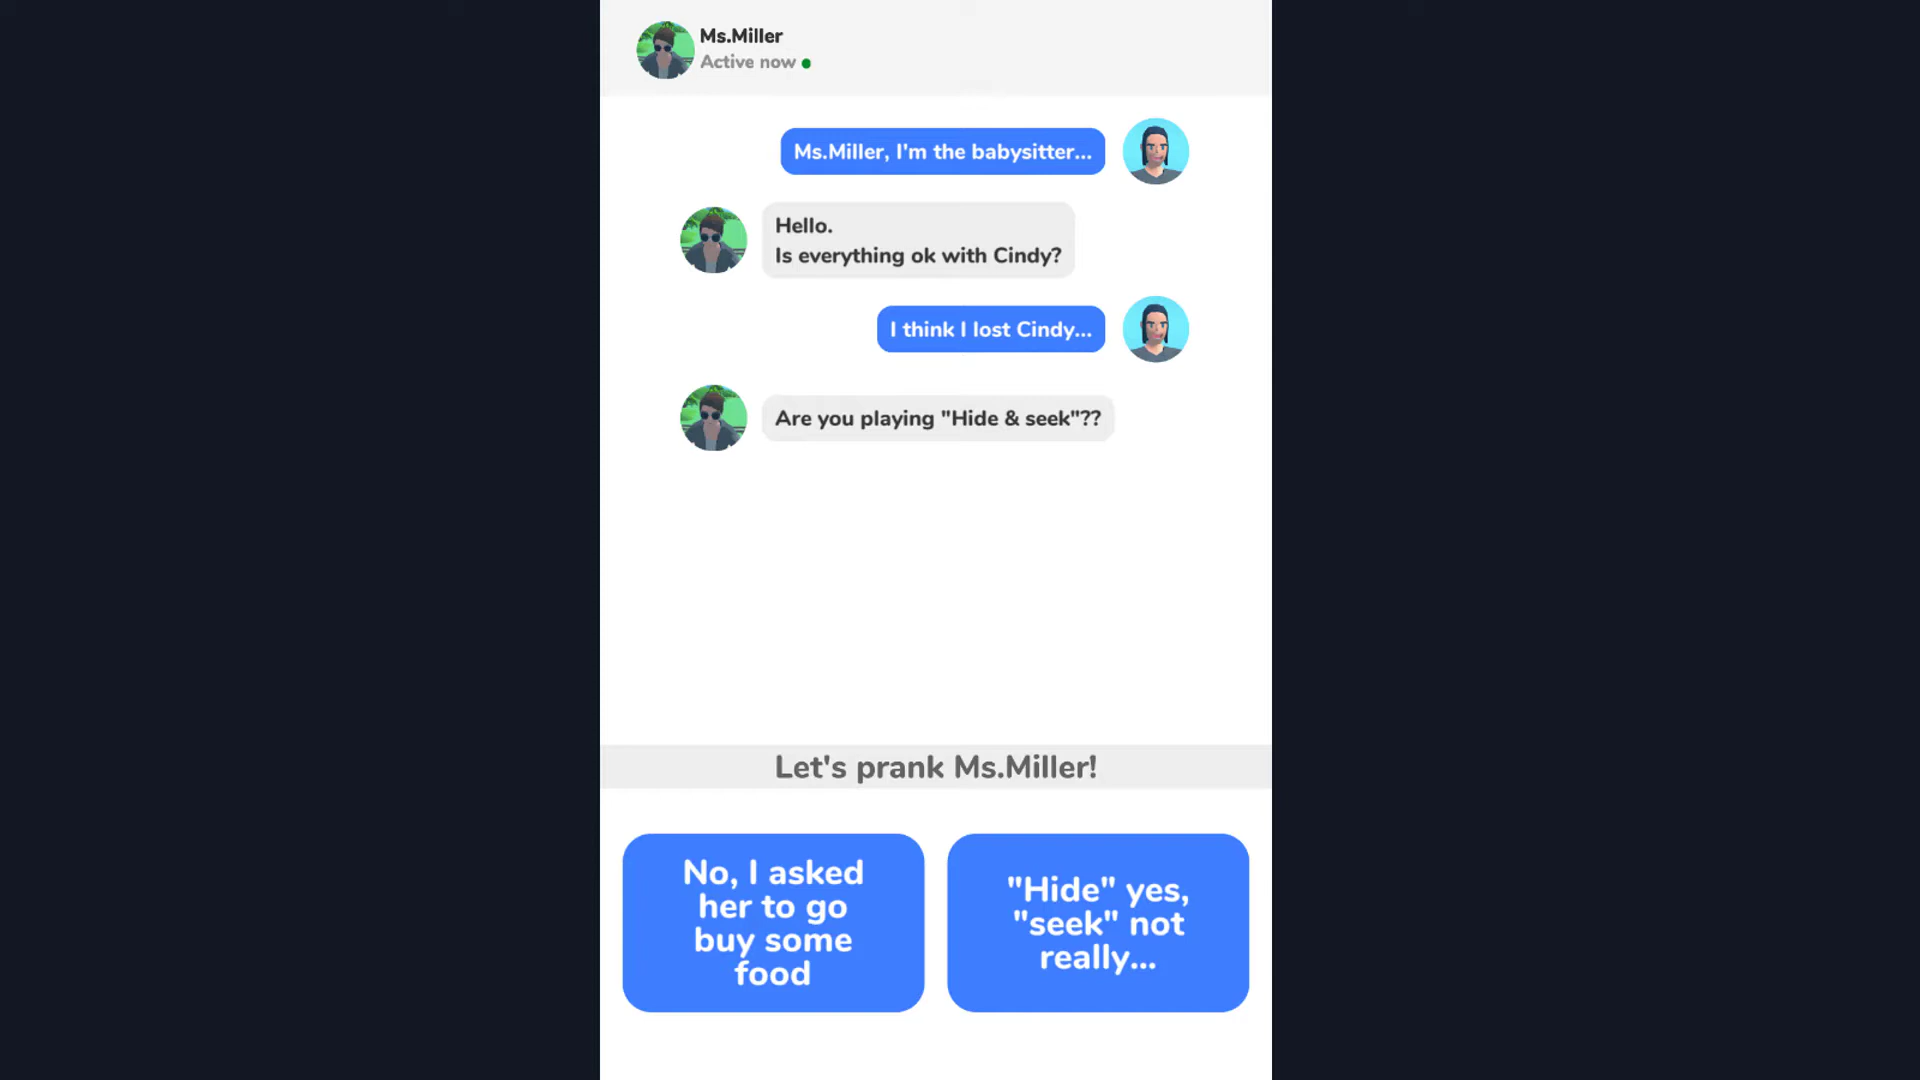 Ms.Miller
Active now
Ms.Miller, I'm the babysitter...
Hello.
Is everything ok with Cindy?
I think I lost Cindy...
Are you playing "Hide & seek"??
Let's prank Ms.Miller!
No, I asked
her to go
buy some
food
"Hide" yes,
"seek" not
really...